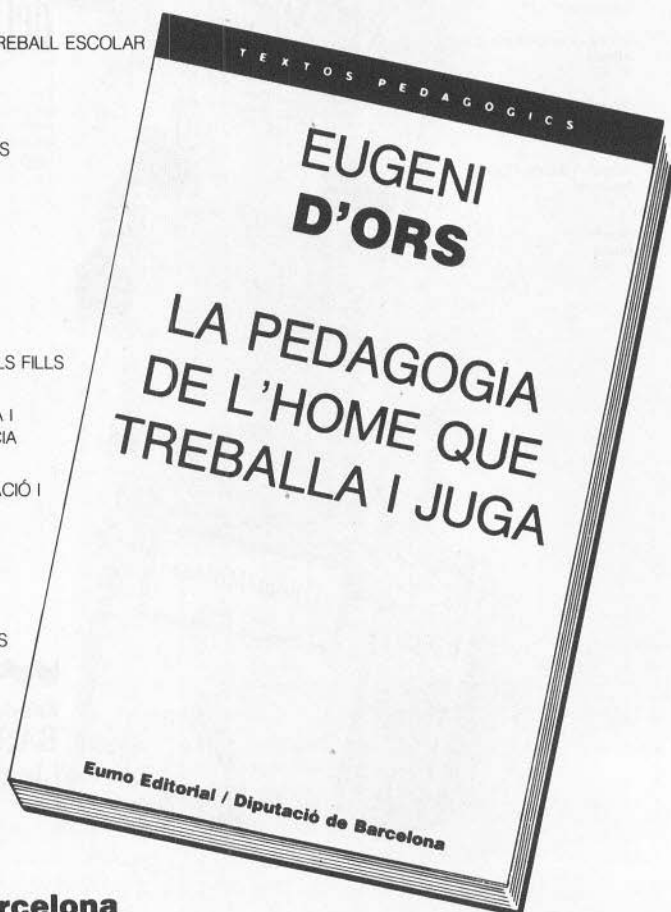 REBALL ESCOLAR
S
LS FILLS
A I
CIA
ACIÓ I
S
TEXTOS PEDAGOGICS
EUGENI
D'ORS
LA PEDAGOGIA
DE L'HOME QUE
TREBALLA I JUGA
Eumo Editorial / Diputació de Barcelona
rcelona